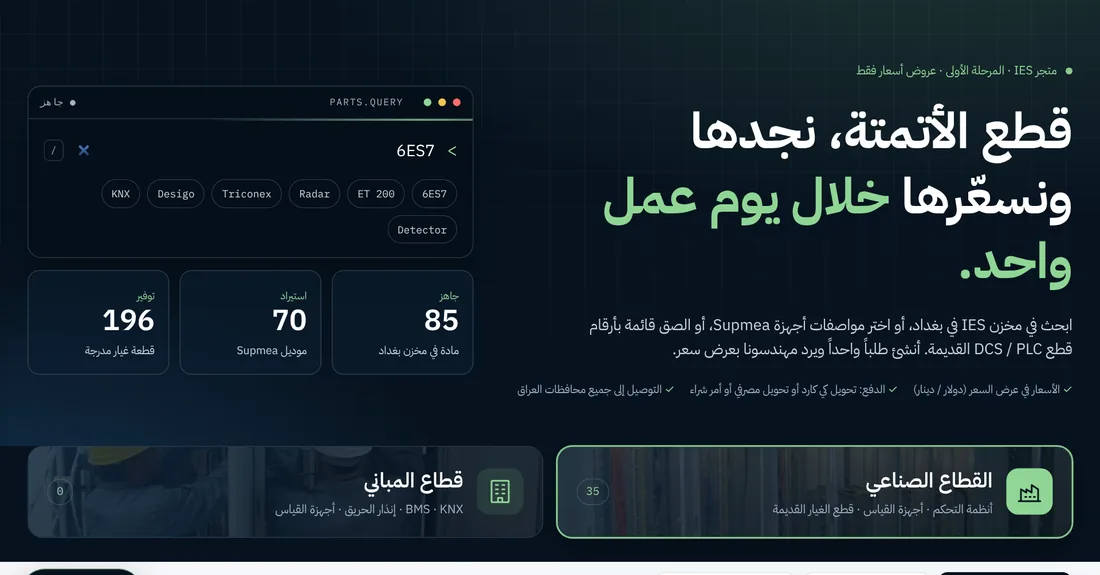 متجر IES · المرحلة الأولى · عروض أسعار فقط
قطع الأتمتة، نجدها
ونسعّرها خلال يوم عمل
واحد.
ابحث في مخزن IES في بغداد، أو اختر مواصفات أجهزة Supmea، أو الصق قائمة بأرقام
قطع DCS / PLC القديمة. أنشئ طلباً واحداً ويرد مهندسونا بعرض سعر.
✓ الأسعار في عرض السعر (دولار / دينار) ✓ الدفع: تحويل كي كارد أو تحويل مصرفي أو أمر شراء ✓ التوصيل إلى جميع محافظات العراق
PARTS.QUERY
جاهز
> 6ES7
/
6ES7
ET 200
Radar
Triconex
Desigo
KNX
Detector
جاهز
85
مادة في مخزن بغداد
استيراد
70
موديل Supmea
توفير
196
قطعة غيار مدرجة
القطاع الصناعي
أنظمة التحكم · أجهزة القياس · قطع الغيار القديمة
35
قطاع المباني
KNX · BMS · إنذار الحريق · أجهزة القياس
0